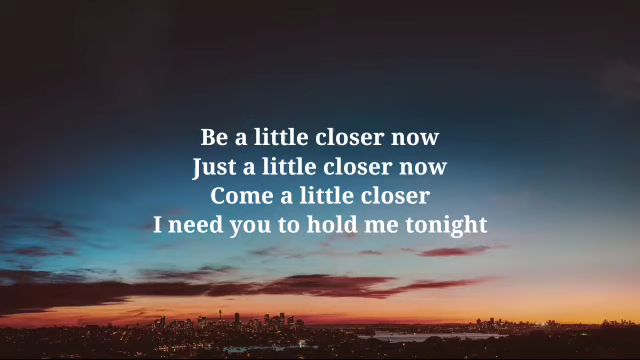 Be a little closer now
Just a little closer now
Come a little closer
I need you to hold me tonight